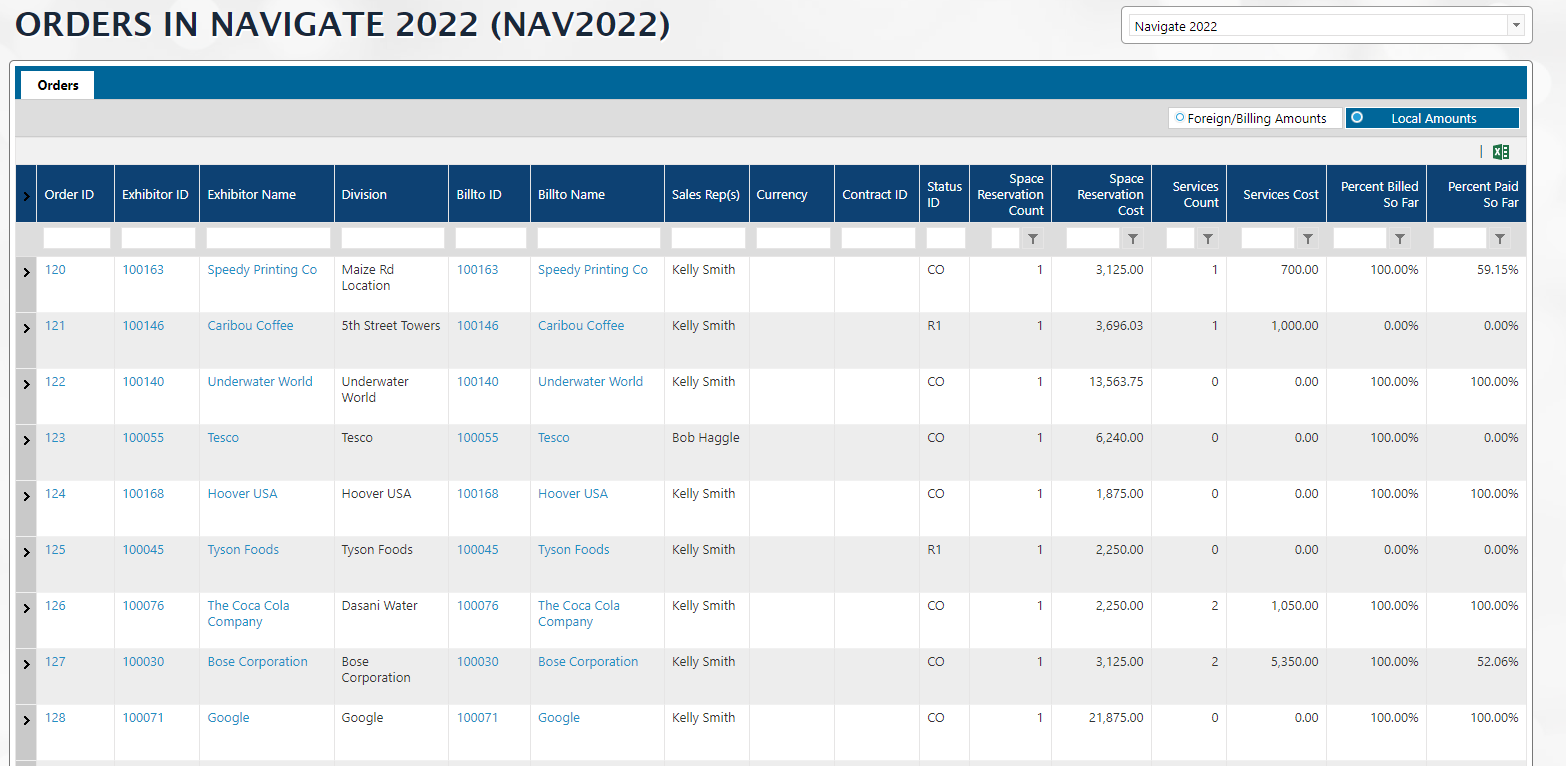 ORDERS IN NAVIGATE 2022 (NAV2022)
Navigate 2022
Orders
Foreign/Billing Amounts
Local Amounts
Order ID Exhibitor ID Exhibitor Name Division Billto ID Billto Name Sales Rep(s) Currency Contract ID Status ID Space Reservation Count Space Reservation Cost Services Count Services Cost Percent Billed So Far Percent Paid So Far
120 100163 Speedy Printing Co Maize Rd Location 100163 Speedy Printing Co Kelly Smith CO 1 3,125.00 1 700.00 100.00% 59.15%
121 100146 Caribou Coffee 5th Street Towers 100146 Caribou Coffee Kelly Smith R1 1 3,696.03 1 1,000.00 0.00% 0.00%
122 100140 Underwater World Underwater World 100140 Underwater World Kelly Smith CO 1 13,563.75 0 0.00 100.00% 100.00%
123 100055 Tesco Tesco 100055 Tesco Bob Haggle CO 1 6,240.00 0 0.00 100.00% 0.00%
124 100168 Hoover USA Hoover USA 100168 Hoover USA Kelly Smith CO 1 1,875.00 0 0.00 100.00% 100.00%
125 100045 Tyson Foods Tyson Foods 100045 Tyson Foods Kelly Smith R1 1 2,250.00 0 0.00 0.00% 0.00%
126 100076 The Coca Cola Company Dasani Water 100076 The Coca Cola Company Kelly Smith CO 1 2,250.00 2 1,050.00 100.00% 100.00%
127 100030 Bose Corporation Bose Corporation 100030 Bose Corporation Kelly Smith CO 1 3,125.00 2 5,350.00 100.00% 52.06%
128 100071 Google Google 100071 Google Kelly Smith CO 1 21,875.00 0 0.00 100.00% 100.00%